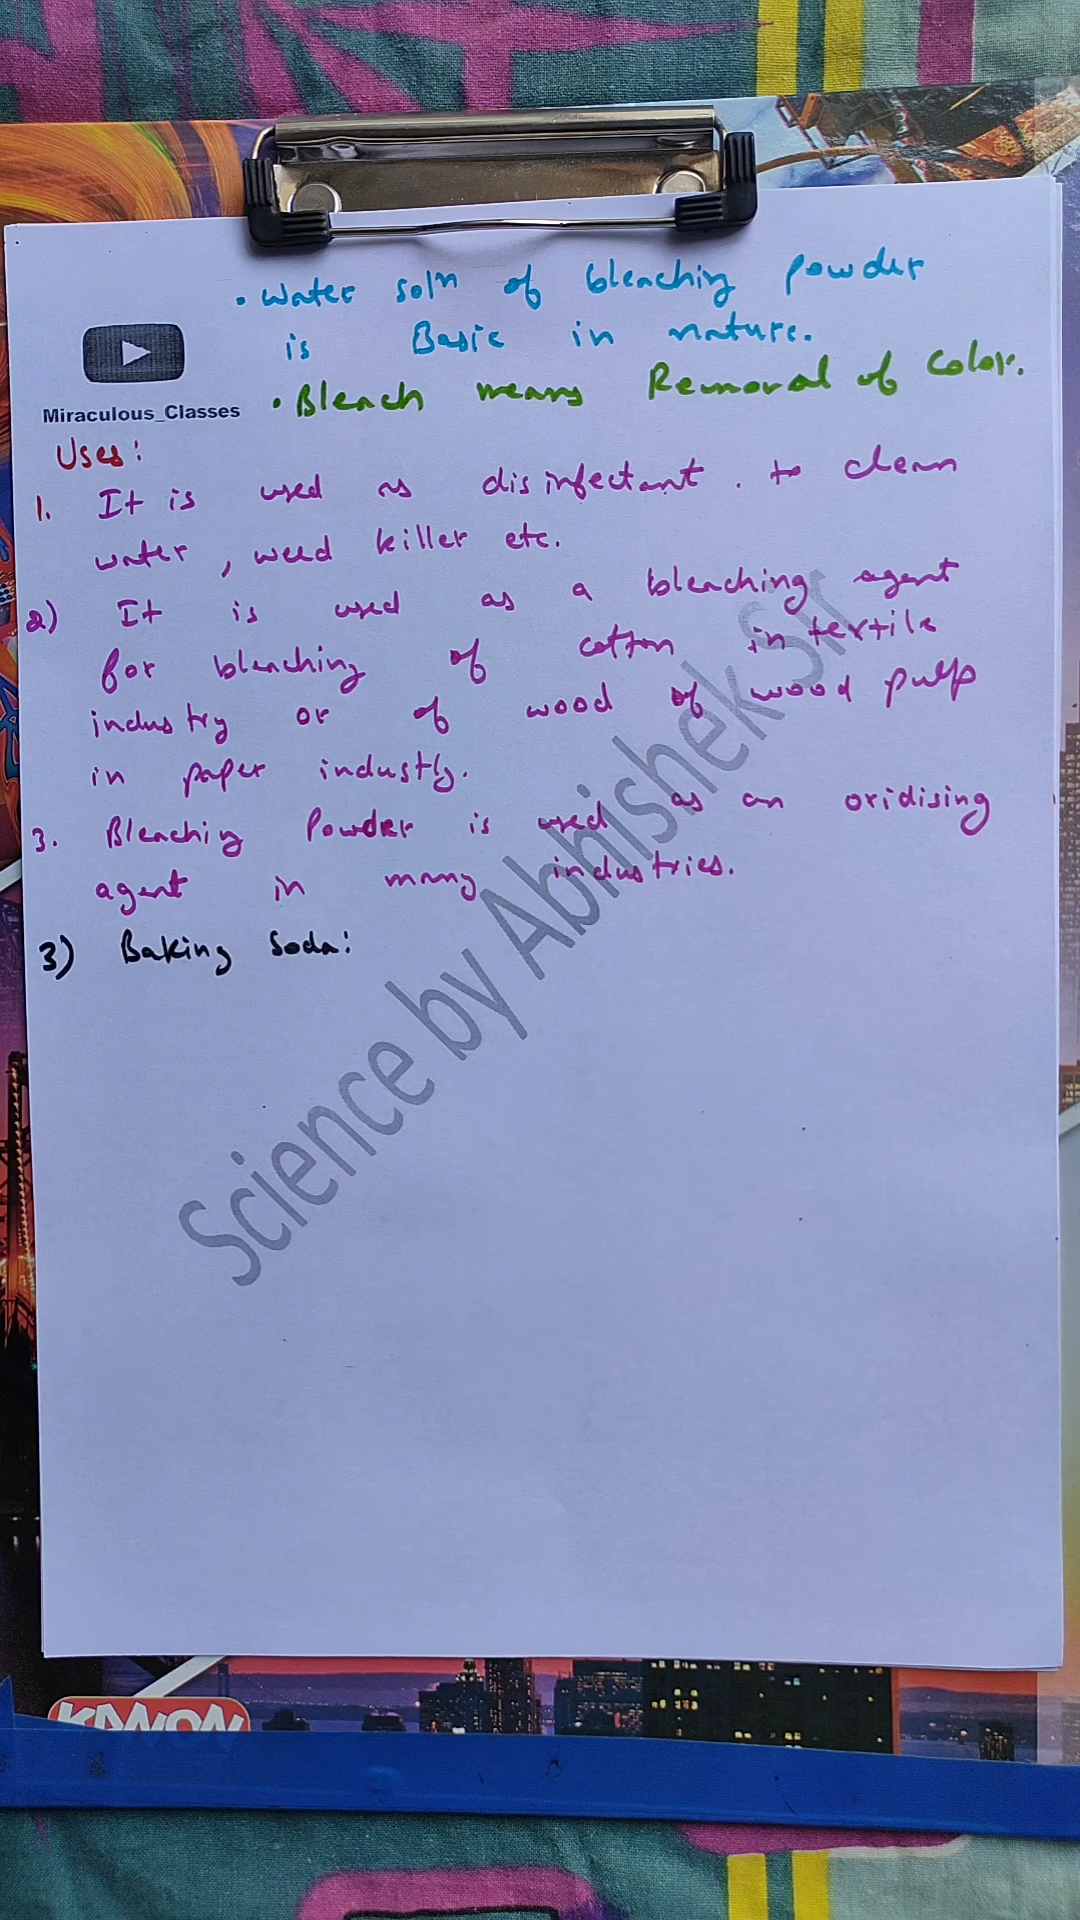 • Water solⁿ of bleaching powder
is Basic in nature.
• Bleach means Removal of color.
Miraculous_Classes
Uses:
1. It is used as disinfectant. to clean
water, weed killer etc.
2) It is used as a bleaching agent
for bleaching of cotton in textile
industry or of wood of wood pulp
in paper industry.
3. Bleaching Powder is used as an oxidising
agent in many industries.
3) Baking Soda:
Science by Abhishek Sir
KANON